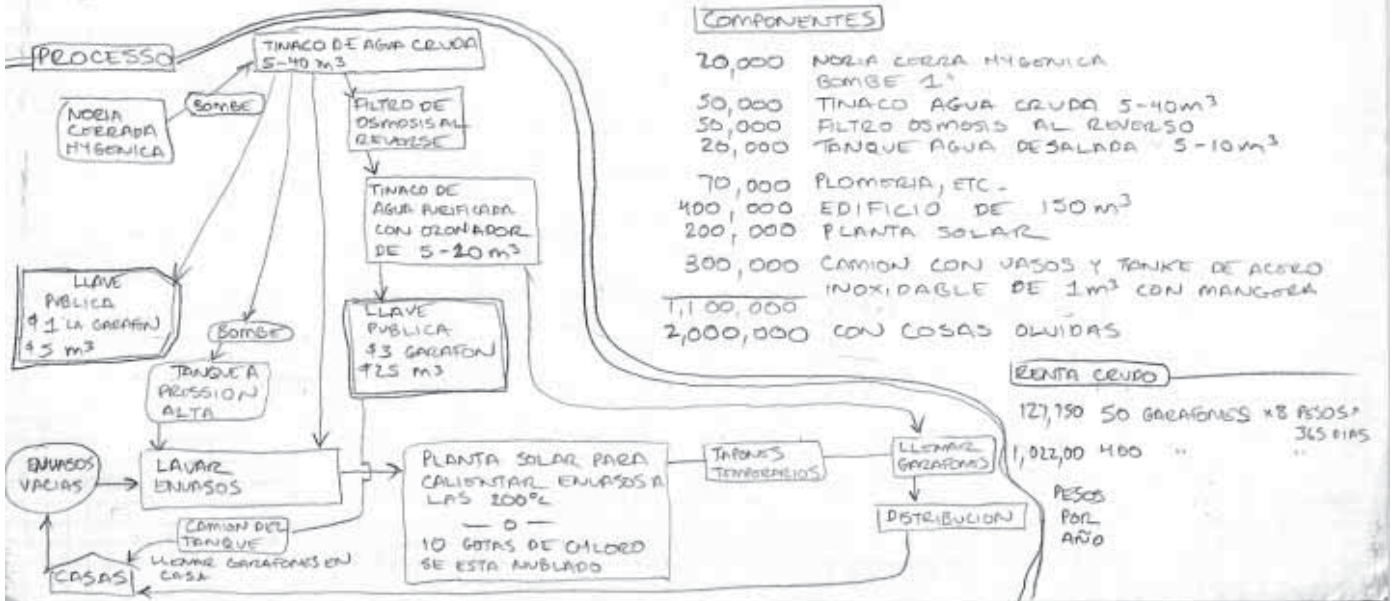 PROCESSO
TINACO DE AGUA CRUDA
5-40 m³
NORIA
CERRADA
HYGENICA
BOMBE
FILTRO DE
OSMOSIS AL
REVERSE
TINACO DE
AGUA PURIFICADA
CON OZONADOR
DE 5-20 m³
LLAVE
PUBLICA
$1 LA GARAFON
$5 m³
BOMBE
LLAVE
PUBLICA
$3 GARAFON
$25 m³
TANQUE A
PRESSION
ALTA
ENVASOS
VACIAS
LAVAR
ENVASOS
PLANTA SOLAR PARA
CALIENTAR ENVASOS A
LAS 200°C
— O —
10 GOTAS DE CHLORO
SE ESTA NUBLADO
TAPONES
TEMPORARIOS
LLENAR
GARAFONES
DISTRIBUCION
CAMION DEL
TANQUE
LLENAR GARAFONES EN
CASA
CASAS
COMPONENTES
20,000 NORIA CERRA HYGENICA
BOMBE 1"
50,000 TINACO AGUA CRUDA 5-40m³
50,000 FILTRO OSMOSIS AL REVERSO
20,000 TANQUE AGUA DESALADA 5-10m³
70,000 PLOMERIA, ETC.
400,000 EDIFICIO DE 150 m³
200,000 PLANTA SOLAR
300,000 CAMION CON VASOS Y TANKE DE ACERO
INOXIDABLE DE 1m³ CON MANGERA
1,100,000
2,000,000 CON COSAS OLVIDAS
RENTA CRUDO
127,750 50 GARAFONES x8 PESOS x
365 DIAS
1,022,00 400 " "
PESOS
POR
AÑO